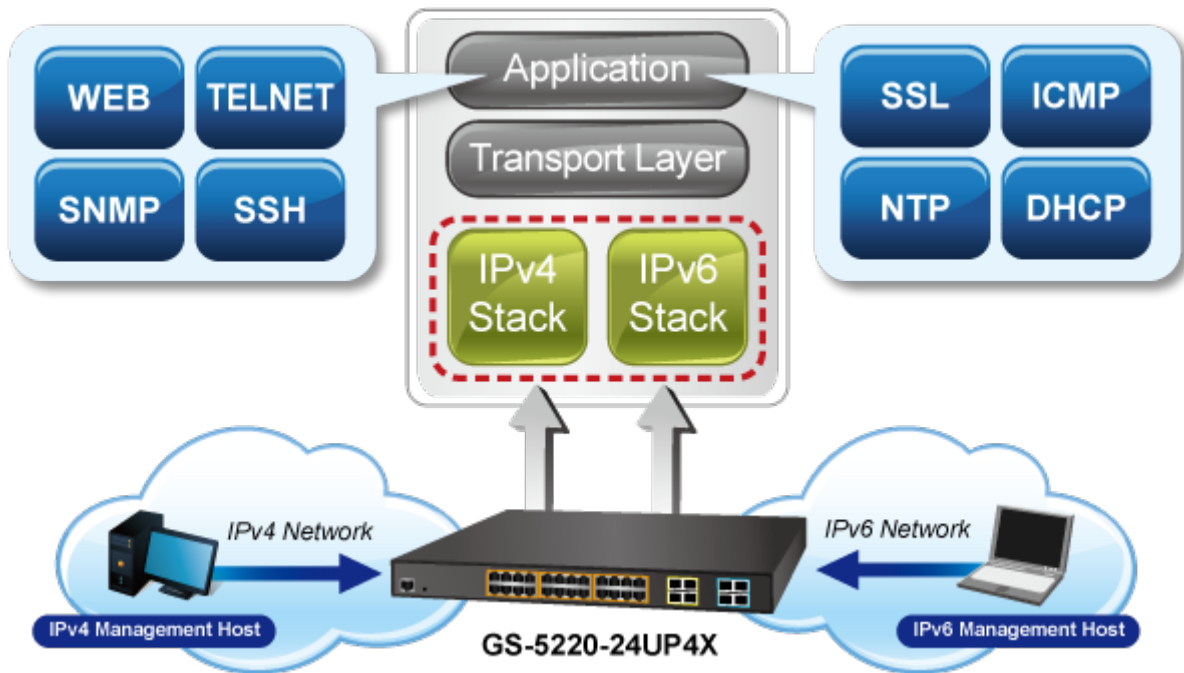 WEB
TELNET
SNMP
SSH
Application
Transport Layer
IPv4
Stack
IPv6
Stack
SSL
ICMP
NTP
DHCP
IPv4 Network
IPv4 Management Host
IPv6 Network
IPv6 Management Host
GS-5220-24UP4X